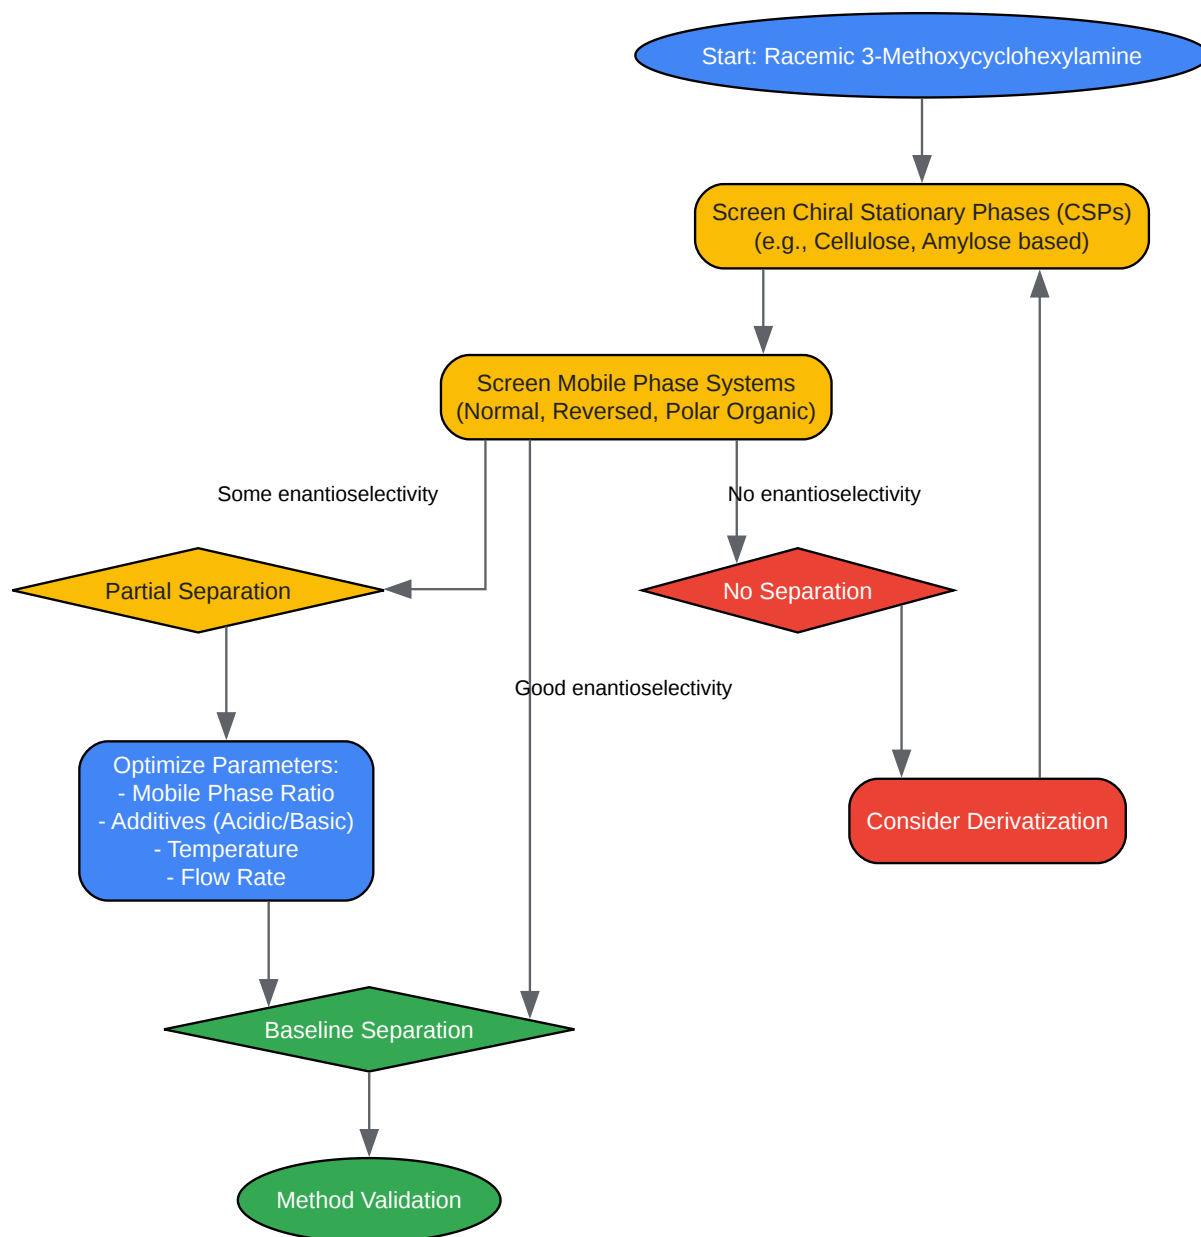 Start: Racemic 3-Methoxycyclohexylamine
Screen Chiral Stationary Phases (CSPs)
(e.g., Cellulose, Amylose based)
Screen Mobile Phase Systems
(Normal, Reversed, Polar Organic)
Some enantioselectivity
No enantioselectivity
Partial Separation
No Separation
Good enantioselectivity
Optimize Parameters:
- Mobile Phase Ratio
- Additives (Acidic/Basic)
- Temperature
- Flow Rate
Consider Derivatization
Baseline Separation
Method Validation